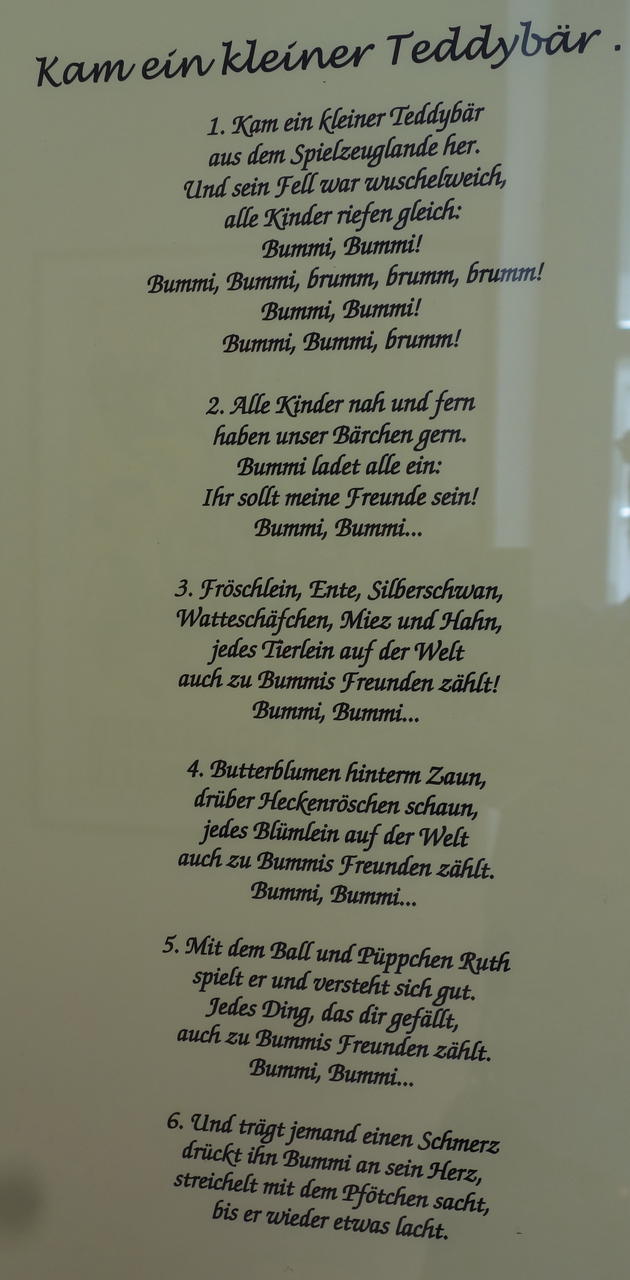 Kam ein kleiner Teddybär .
1. Kam ein kleiner Teddybär
aus dem Spielzeuglande her.
Und sein Fell war wuschelweich,
alle Kinder riefen gleich:
Bummi, Bummi!
Bummi, Bummi, brumm, brumm, brumm!
Bummi, Bummi!
Bummi, Bummi, brumm!
2. Alle Kinder nah und fern
haben unser Bärchen gern.
Bummi ladet alle ein:
Ihr sollt meine Freunde sein!
Bummi, Bummi...
3. Fröschlein, Ente, Silberschwan,
Watteschäfchen, Miez und Hahn,
jedes Tierlein auf der Welt
auch zu Bummis Freunden zählt!
Bummi, Bummi...
4. Butterblumen hinterm Zaun,
drüber Heckenröschen schaun,
jedes Blümlein auf der Welt
auch zu Bummis Freunden zählt.
Bummi, Bummi...
5. Mit dem Ball und Püppchen Ruth
spielt er und versteht sich gut.
Jedes Ding, das dir gefällt,
auch zu Bummis Freunden zählt.
Bummi, Bummi...
6. Und trägt jemand einen Schmerz
drückt ihn Bummi an sein Herz,
streichelt mit dem Pfötchen sacht,
bis er wieder etwas lacht.